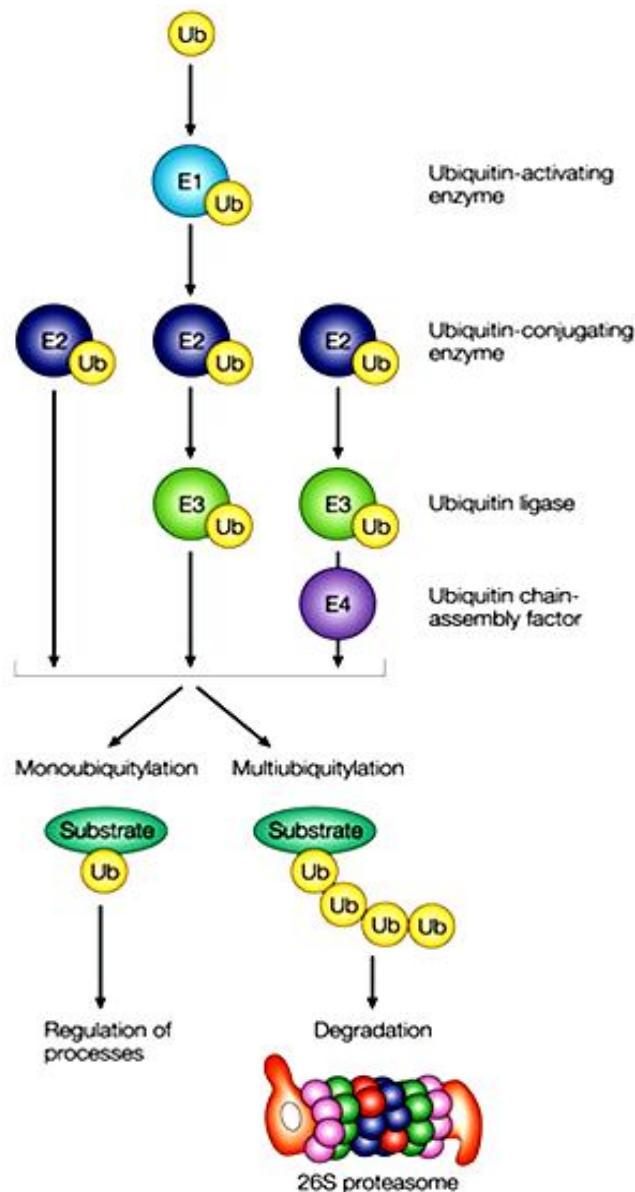 Ub
E1
Ub
Ubiquitin-activating
enzyme
E2
Ub
E2
Ub
E2
Ub
Ubiquitin-conjugating
enzyme
E3
Ub
E3
Ub
Ubiquitin ligase
E4
Ubiquitin chain-
assembly factor
Monoubiquitylation
Multiubiquitylation
Substrate
Ub
Substrate
Ub
Ub
Ub
Ub
Regulation of
processes
Degradation
26S proteasome